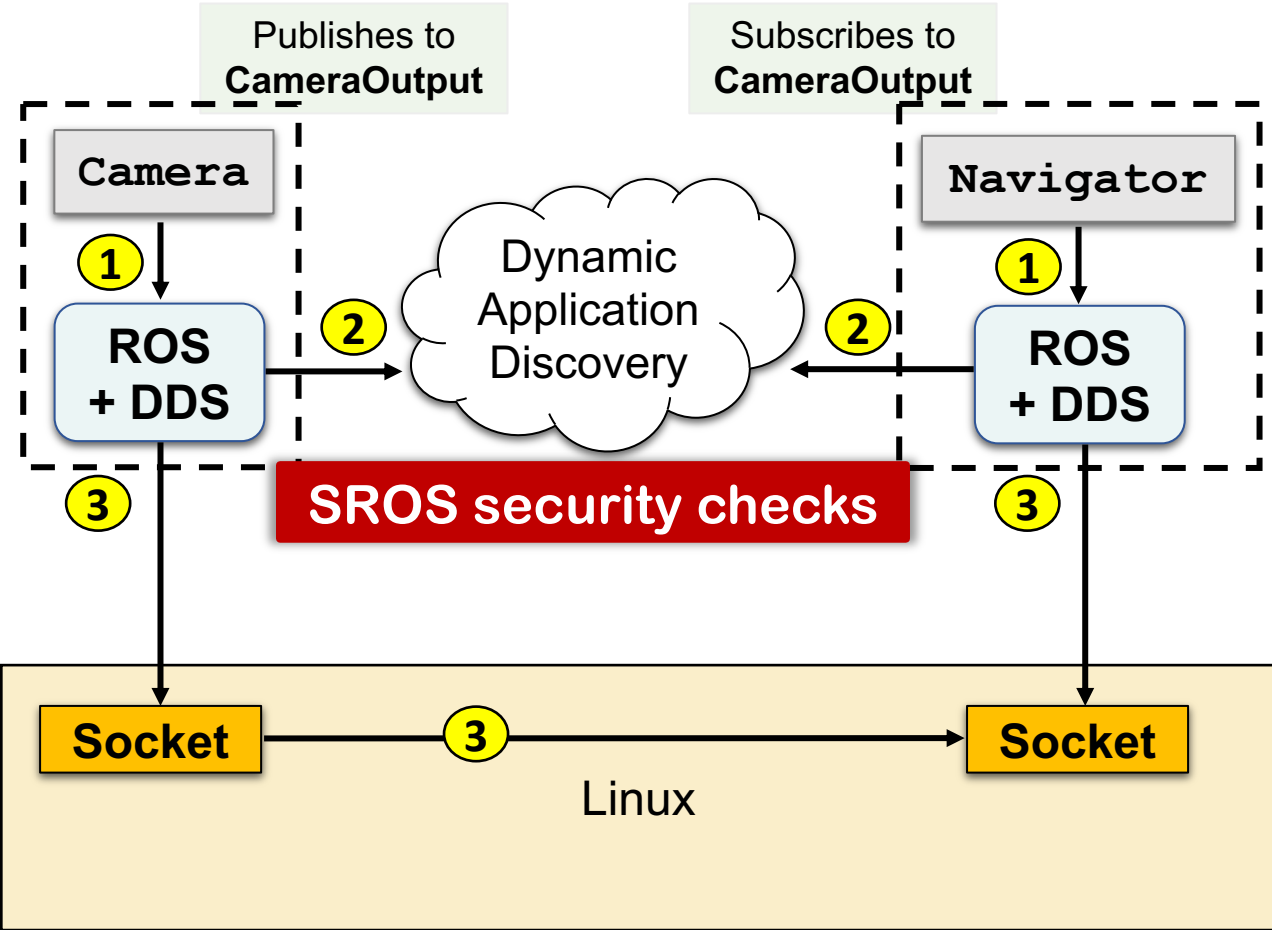 Publishes to
CameraOutput
Subscribes to
CameraOutput
Camera
Navigator
1
1
Dynamic
Application
Discovery
2
2
ROS
+ DDS
ROS
+ DDS
SROS security checks
3
3
Socket
3
Socket
Linux